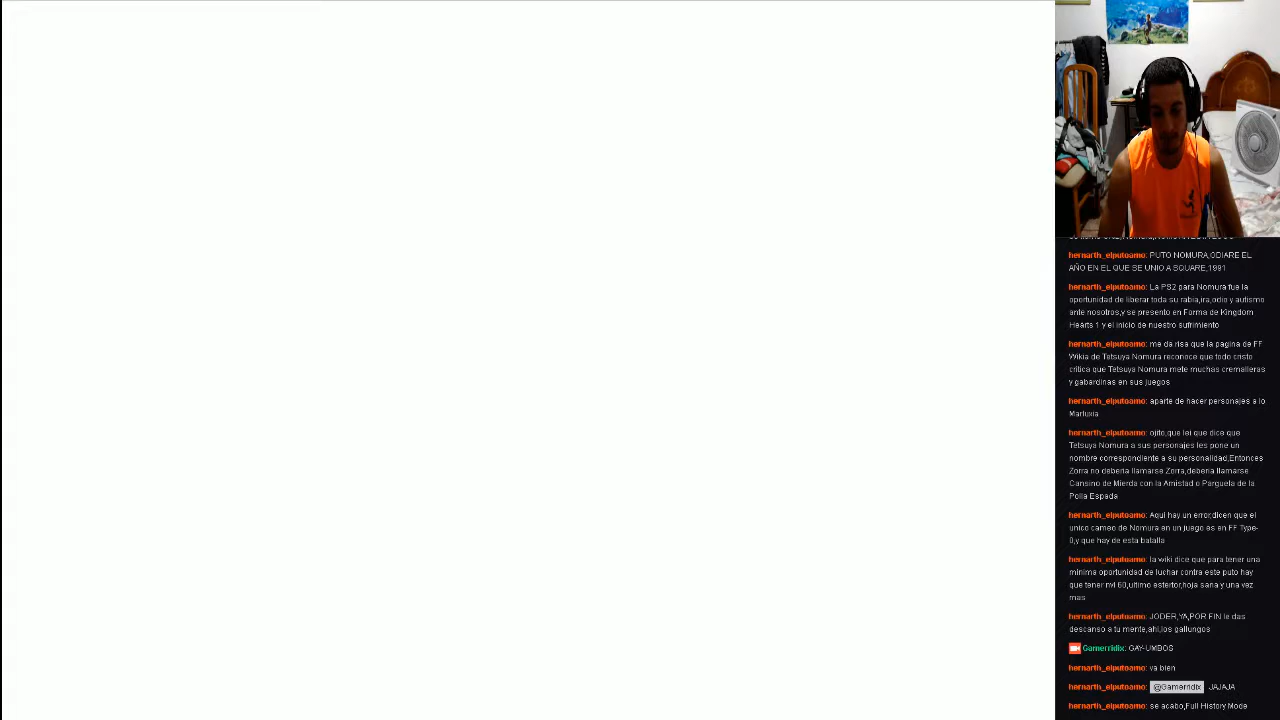 hernarth_elputoamo: PUTO NOMURA,ODIARE EL
AÑO EN EL QUE SE UNIO A SQUARE,1991
hernarth_elputoamo: La PS2 para Nomura fue la
oportunidad de liberar toda su rabia,ira,odio y autismo
ante nosotros,y se presento en Forma de Kingdom
Hearts 1 y el inicio de nuestro sufrimiento
hernarth_elputoamo: me da risa que la pagina de FF
Wikia de Tetsuya Nomura reconoce que todo cristo
critica que Tetsuya Nomura mete muchas cremalleras
y gabardinas en sus juegos
hernarth_elputoamo: aparte de hacer personajes a lo
Marluxia
hernarth_elputoamo: ojito,que lei que dice que
Tetsuya Nomura a sus personajes les pone un
nombre correspondiente a su personalidad,Entonces
Zorra no deberia llamarse Zorra,deberia llamarse
Cansino de Mierda con la Amistad o Parguela de la
Polla Espada
hernarth_elputoamo: Aqui hay un error,dicen que el
unico cameo de Nomura en un juego es en FF Type-
0,y que hay de esta batalla
hernarth_elputoamo: la wiki dice que para tener una
minima oportunidad de luchar contra este puto hay
que tener nvl 60,ultimo estertor,hoja sana y una vez
mas
hernarth_elputoamo: JODER,YA,POR FIN le das
descanso a tu mente,ahi,los gallungos
Gamerridix: GAY-UMBOS
hernarth_elputoamo: va bien
hernarth_elputoamo: @Gamerridix JAJAJA
hernarth_elputoamo: se acabo,Full History Mode